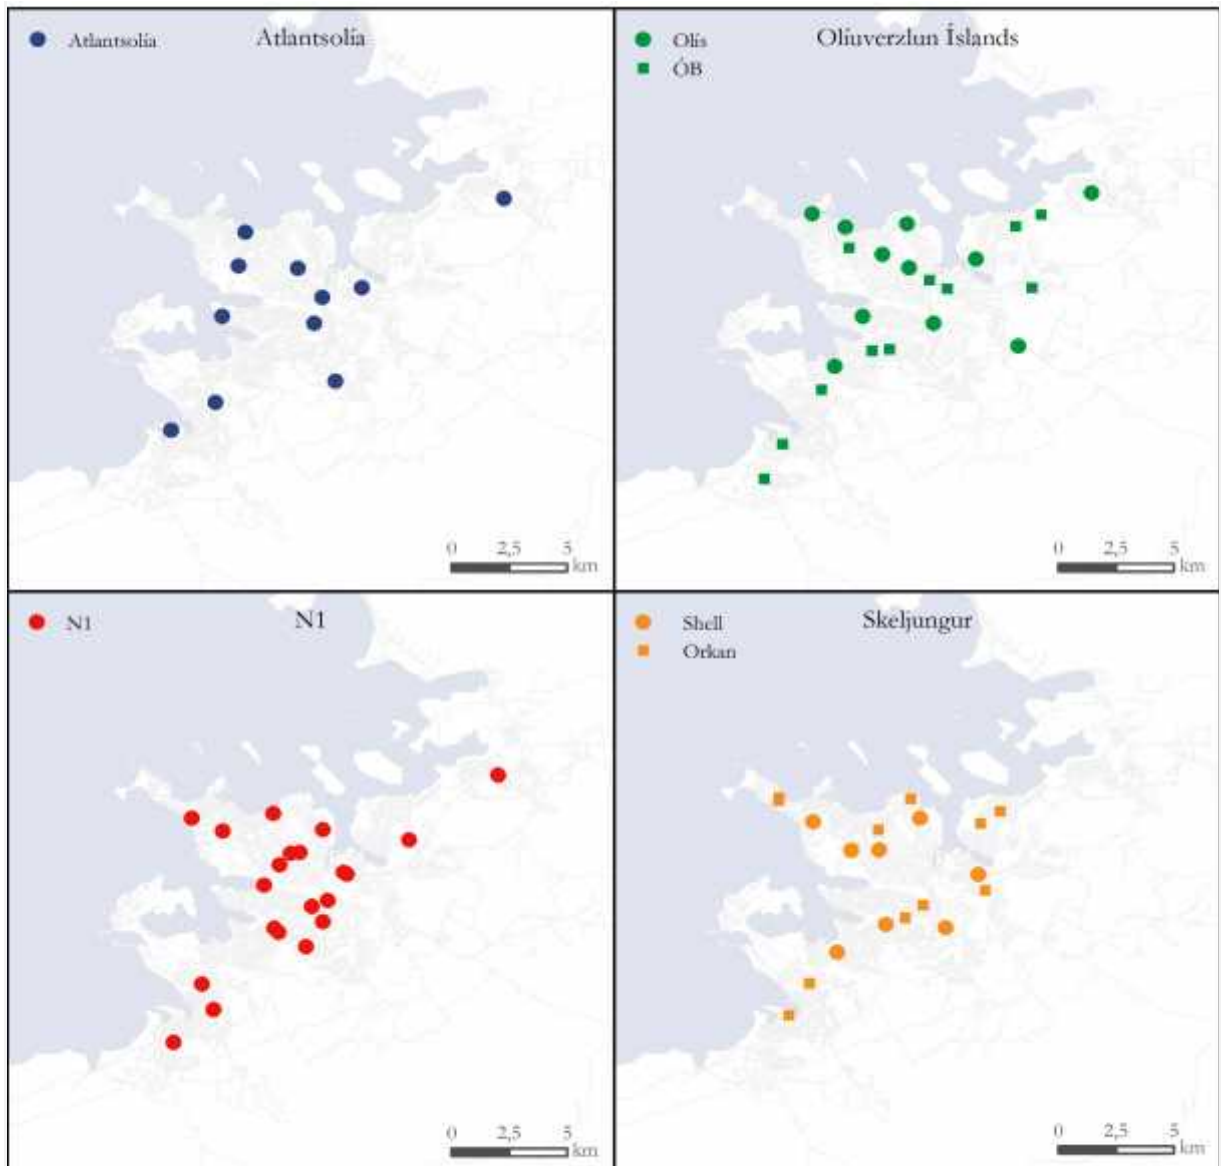 Atlantsolía
Atlantsolía
0 2,5 5
km
Olís
ÓB
Olíuverzlun Íslands
0 2,5 5
km
N1
N1
0 2,5 5
km
Shell
Orkan
Skeljungur
0 2,5 5
km